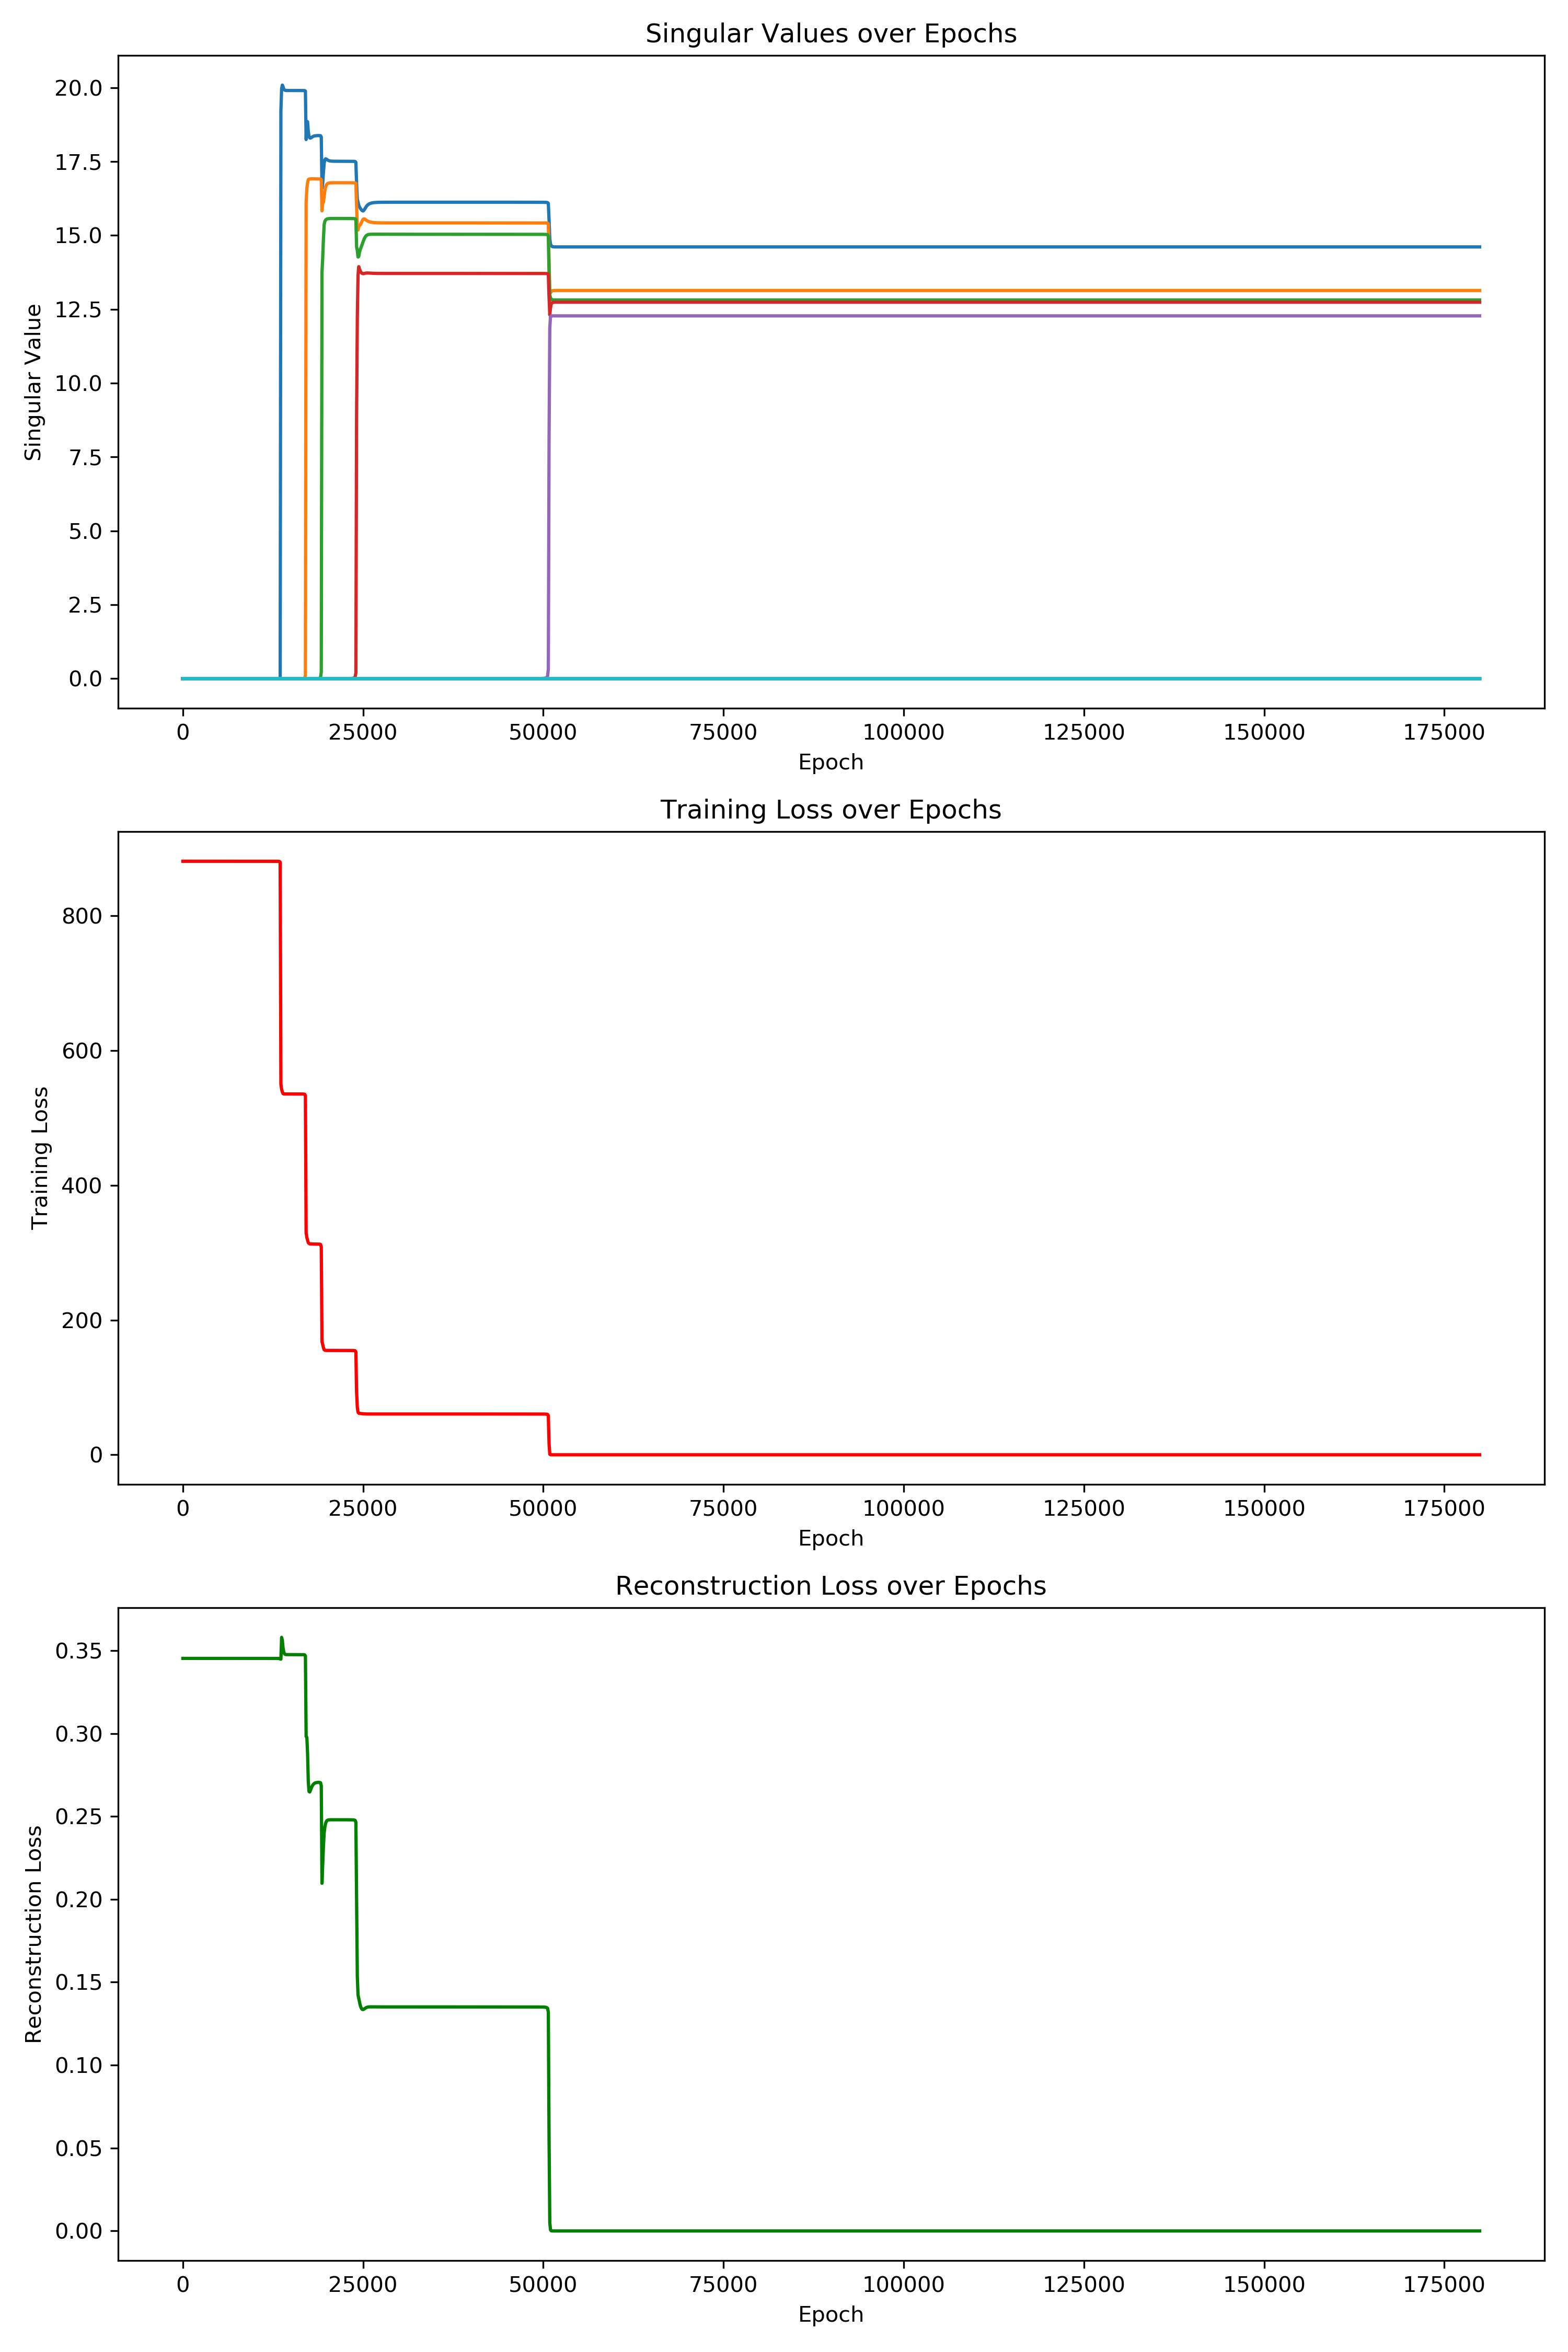 Singular Values over Epochs
20.0
17.5
15.0
12.5
10.0
7.5
5.0
2.5
0.0
Singular Value
0 25000 50000 75000 100000 125000 150000 175000
Epoch
Training Loss over Epochs
800
600
400
200
0
Training Loss
0 25000 50000 75000 100000 125000 150000 175000
Epoch
Reconstruction Loss over Epochs
0.35
0.30
0.25
0.20
0.15
0.10
0.05
0.00
Reconstruction Loss
0 25000 50000 75000 100000 125000 150000 175000
Epoch